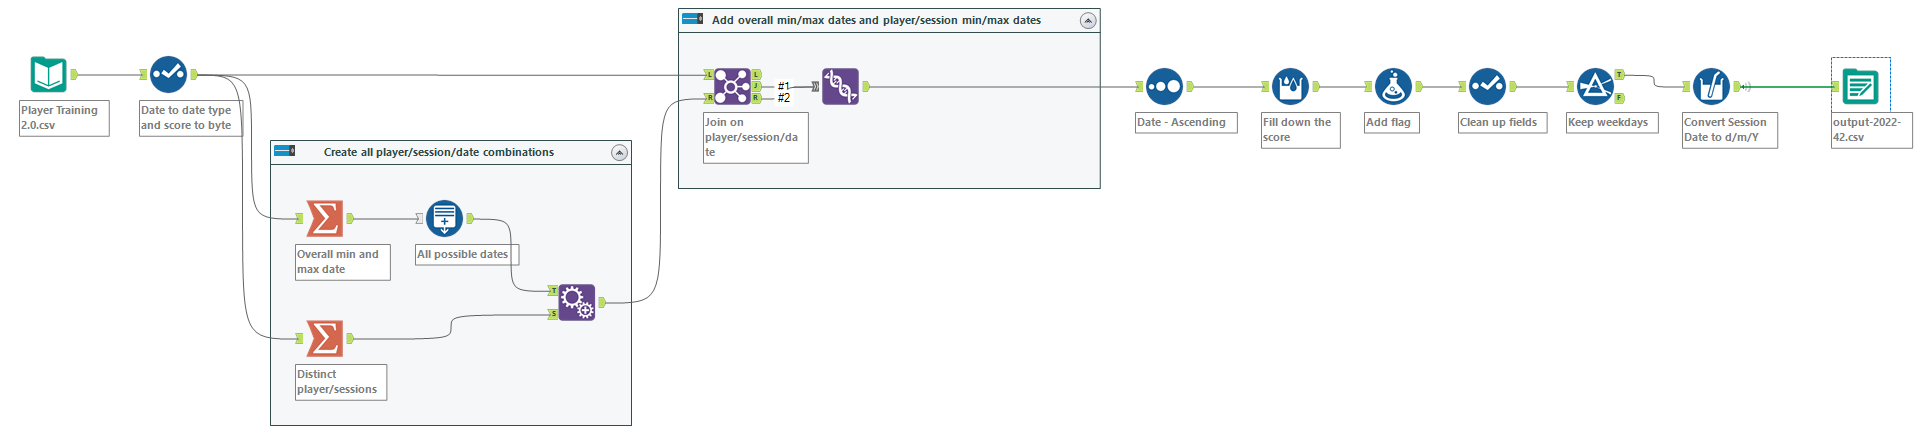 Add overall min/max dates and player/session min/max dates
Player Training
2.0.csv
Date to date type
and score to byte
L
R
L
J
R
#1
#2
Join on
player/session/da
te
Date - Ascending
Fill down the
score
Add flag
Clean up fields
T
F
Keep weekdays
Convert Session
Date to d/m/Y
output-2022-
42.csv
Create all player/session/date combinations
Overall min and
max date
All possible dates
T
S
Distinct
player/sessions